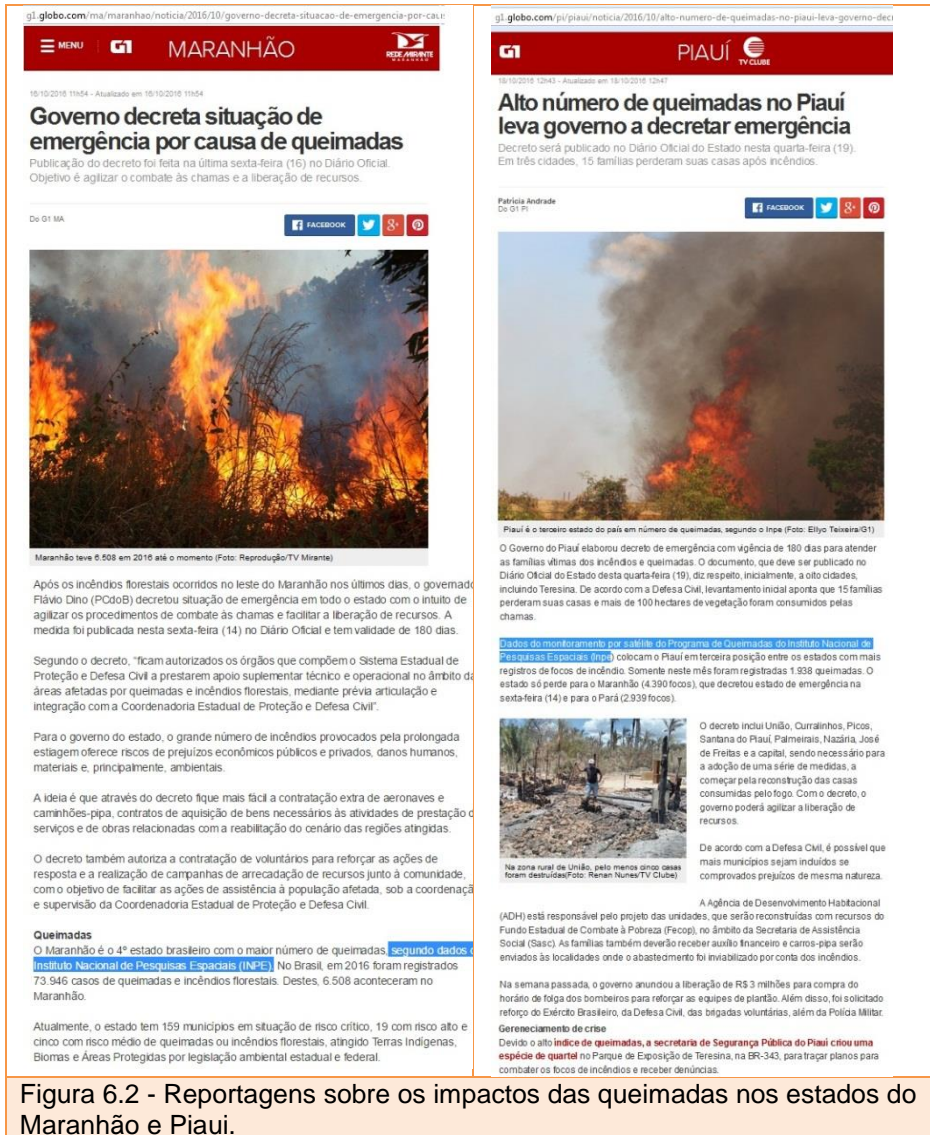 g1.globo.com/ma/maranhao/noticia/2016/10/governo-decreta-situacao-de-emergencia-por-caus
MENU G1 MARANHÃO REDE MIRANTE
MARANHÃO
16/10/2016 11h54 - Atualizado em 16/10/2016 11h54
Governo decreta situação de
emergência por causa de queimadas
Publicação do decreto foi feita na última sexta-feira (16) no Diário Oficial.
Objetivo é agilizar o combate às chamas e a liberação de recursos.
Do G1 MA
FACEBOOK
Maranhão teve 6.508 em 2016 até o momento (Foto: Reprodução/TV Mirante)
Após os incêndios florestais ocorridos no leste do Maranhão nos últimos dias, o governado
Flávio Dino (PCdoB) decretou situação de emergência em todo o estado com o intuito de
agilizar os procedimentos de combate às chamas e facilitar a liberação de recursos. A
medida foi publicada nesta sexta-feira (14) no Diário Oficial e tem validade de 180 dias.
Segundo o decreto, "ficam autorizados os órgãos que compõem o Sistema Estadual de
Proteção e Defesa Civil a prestarem apoio suplementar técnico e operacional no âmbito da
áreas afetadas por queimadas e incêndios florestais, mediante prévia articulação e
integração com a Coordenadoria Estadual de Proteção e Defesa Civil".
Para o governo do estado, o grande número de incêndios provocados pela prolongada
estiagem oferece riscos de prejuízos econômicos públicos e privados, danos humanos,
materiais e, principalmente, ambientais.
A ideia é que através do decreto fique mais fácil a contratação extra de aeronaves e
caminhões-pipa, contratos de aquisição de bens necessários às atividades de prestação d
serviços e de obras relacionadas com a reabilitação do cenário das regiões atingidas.
O decreto também autoriza a contratação de voluntários para reforçar as ações de
resposta e a realização de campanhas de arrecadação de recursos junto à comunidade,
com o objetivo de facilitar as ações de assistência à população afetada, sob a coordenaçã
e supervisão da Coordenadoria Estadual de Proteção e Defesa Civil.
Queimadas
O Maranhão é o 4º estado brasileiro com o maior número de queimadas, segundo dados d
Instituto Nacional de Pesquisas Espaciais (INPE). No Brasil, em 2016 foram registrados
73.946 casos de queimadas e incêndios florestais. Destes, 6.508 aconteceram no
Maranhão.
Atualmente, o estado tem 159 municípios em situação de risco crítico, 19 com risco alto e
cinco com risco médio de queimadas ou incêndios florestais, atingido Terras Indígenas,
Biomas e Áreas Protegidas por legislação ambiental estadual e federal.
g1.globo.com/pi/piaui/noticia/2016/10/alto-numero-de-queimadas-no-piaui-leva-governo-decr
G1 PIAUÍ TV CLUBE
18/10/2016 12h43 - Atualizado em 18/10/2016 12h47
Alto número de queimadas no Piauí
leva governo a decretar emergência
Decreto será publicado no Diário Oficial do Estado nesta quarta-feira (19).
Em três cidades, 15 famílias perderam suas casas após incêndios.
Patrícia Andrade
Do G1 PI
FACEBOOK
Piauí é o terceiro estado do país em número de queimadas, segundo o Inpe (Foto: Ellyo Teixeira/G1)
O Governo do Piauí elaborou decreto de emergência com vigência de 180 dias para atender
as famílias vítimas dos incêndios e queimadas. O documento, que deve ser publicado no
Diário Oficial do Estado desta quarta-feira (19), diz respeito, inicialmente, a oito cidades,
incluindo Teresina. De acordo com a Defesa Civil, levantamento inicial aponta que 15 famílias
perderam suas casas e mais de 100 hectares de vegetação foram consumidos pelas
chamas.
Dados do monitoramento por satélite do Programa de Queimadas do Instituto Nacional de
Pesquisas Espaciais (Inpe) colocam o Piauí em terceira posição entre os estados com mais
registros de focos de incêndio. Somente neste mês foram registradas 1.938 queimadas. O
estado só perde para o Maranhão (4.390 focos), que decretou estado de emergência na
sexta-feira (14) e para o Pará (2.939 focos).
O decreto inclui União, Curralinhos, Picos,
Santana do Piauí, Palmeirais, Nazária, José
de Freitas e a capital, sendo necessário para
a adoção de uma série de medidas, a
começar pela reconstrução das casas
consumidas pelo fogo. Com o decreto, o
governo poderá agilizar a liberação de
recursos.
Na zona rural de União, pelo menos cinco casas
foram destruídas(Foto: Renan Nunes/TV Clube)
De acordo com a Defesa Civil, é possível que
mais municípios sejam induídos se
comprovados prejuízos de mesma natureza.
A Agência de Desenvolvimento Habitacional
(ADH) está responsável pelo projeto das unidades, que serão reconstruídas com recursos do
Fundo Estadual de Combate à Pobreza (Fecop), no âmbito da Secretaria de Assistência
Social (Sasc). As famílias também deverão receber auxílio financeiro e carros-pipa serão
enviados às localidades onde o abastecimento foi inviabilizado por conta dos incêndios.
Na semana passada, o governo anundou a liberação de R$ 3 milhões para compra do
horário de folga dos bombeiros para reforçar as equipes de plantão. Além disso, foi solicitado
reforço do Exército Brasileiro, da Defesa Civil, das brigadas voluntárias, além da Polícia Militar.
Gereneciamento de crise
Devido o alto índice de queimadas, a secretaria de Segurança Pública do Piauí criou uma
espécie de quartel no Parque de Exposição de Teresina, na BR-343, para traçar planos para
combater os focos de incêndios e receber denúncias.
Figura 6.2 - Reportagens sobre os impactos das queimadas nos estados do
Maranhão e Piaui.